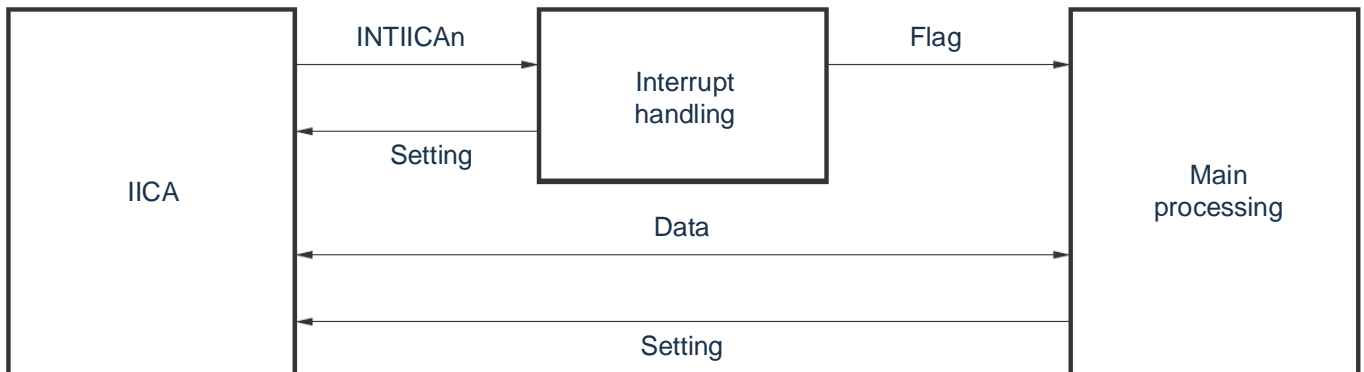 INTIICAn
Flag
Interrupt
handling
Setting
IICA
Main
processing
Data
Setting